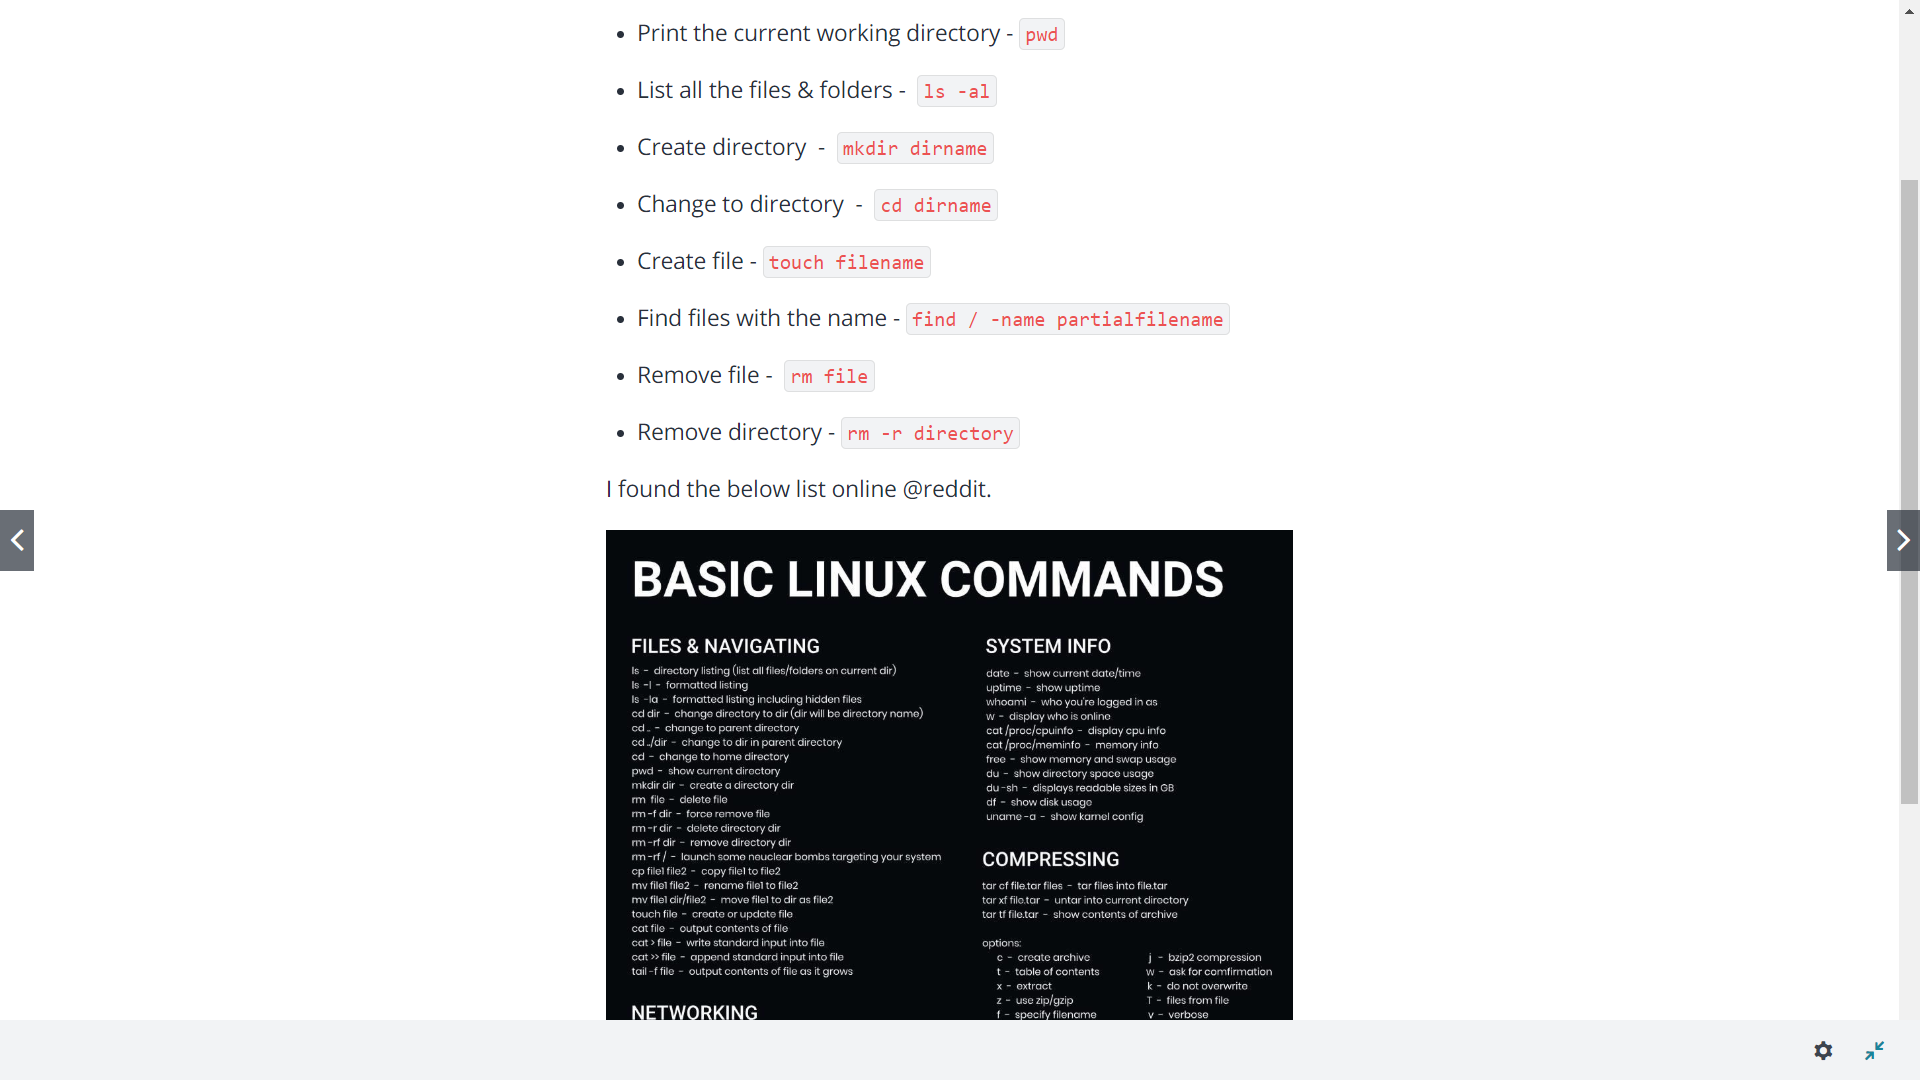 Print the current working directory - pwd
List all the files & folders - ls -al
Create directory - mkdir dirname
Change to directory - cd dirname
Create file - touch filename
Find files with the name - find / -name partialfilename
Remove file - rm file
Remove directory - rm -r directory
I found the below list online @reddit.
BASIC LINUX COMMANDS
FILES & NAVIGATING
ls - directory listing (list all files/folders on current dir)
ls -l - formatted listing
ls -la - formatted listing including hidden files
cd dir - change directory to dir (dir will be directory name)
cd .. - change to parent directory
cd ../dir - change to dir in parent directory
cd - change to home directory
pwd - show current directory
mkdir dir - create a directory dir
rm file - delete file
rm -f dir - force remove file
rm -r dir - delete directory dir
rm -rf dir - remove directory dir
rm -rf / - launch some neuclear bombs targeting your system
cp file1 file2 - copy file1 to file2
mv file1 file2 - rename file1 to file2
mv file1 dir/file2 - move file1 to dir as file2
touch file - create or update file
cat file - output contents of file
cat > file - write standard input into file
cat >> file - append standard input into file
tail -f file - output contents of file as it grows
NETWORKING
SYSTEM INFO
date - show current date/time
uptime - show uptime
whoami - who you're logged in as
w - display who is online
cat /proc/cpuinfo - display cpu info
cat /proc/meminfo - memory info
free - show memory and swap usage
du - show directory space usage
du -sh - displays readable sizes in GB
df - show disk usage
uname -a - show karnel config
COMPRESSING
tar cf file.tar files - tar files into file.tar
tar xf file.tar - untar into current directory
tar tf file.tar - show contents of archive
options:
c - create archive
t - table of contents
x - extract
z - use zip/gzip
f - specify filename
j - bzip2 compression
w - ask for comfirmation
k - do not overwrite
T - files from file
v - verbose